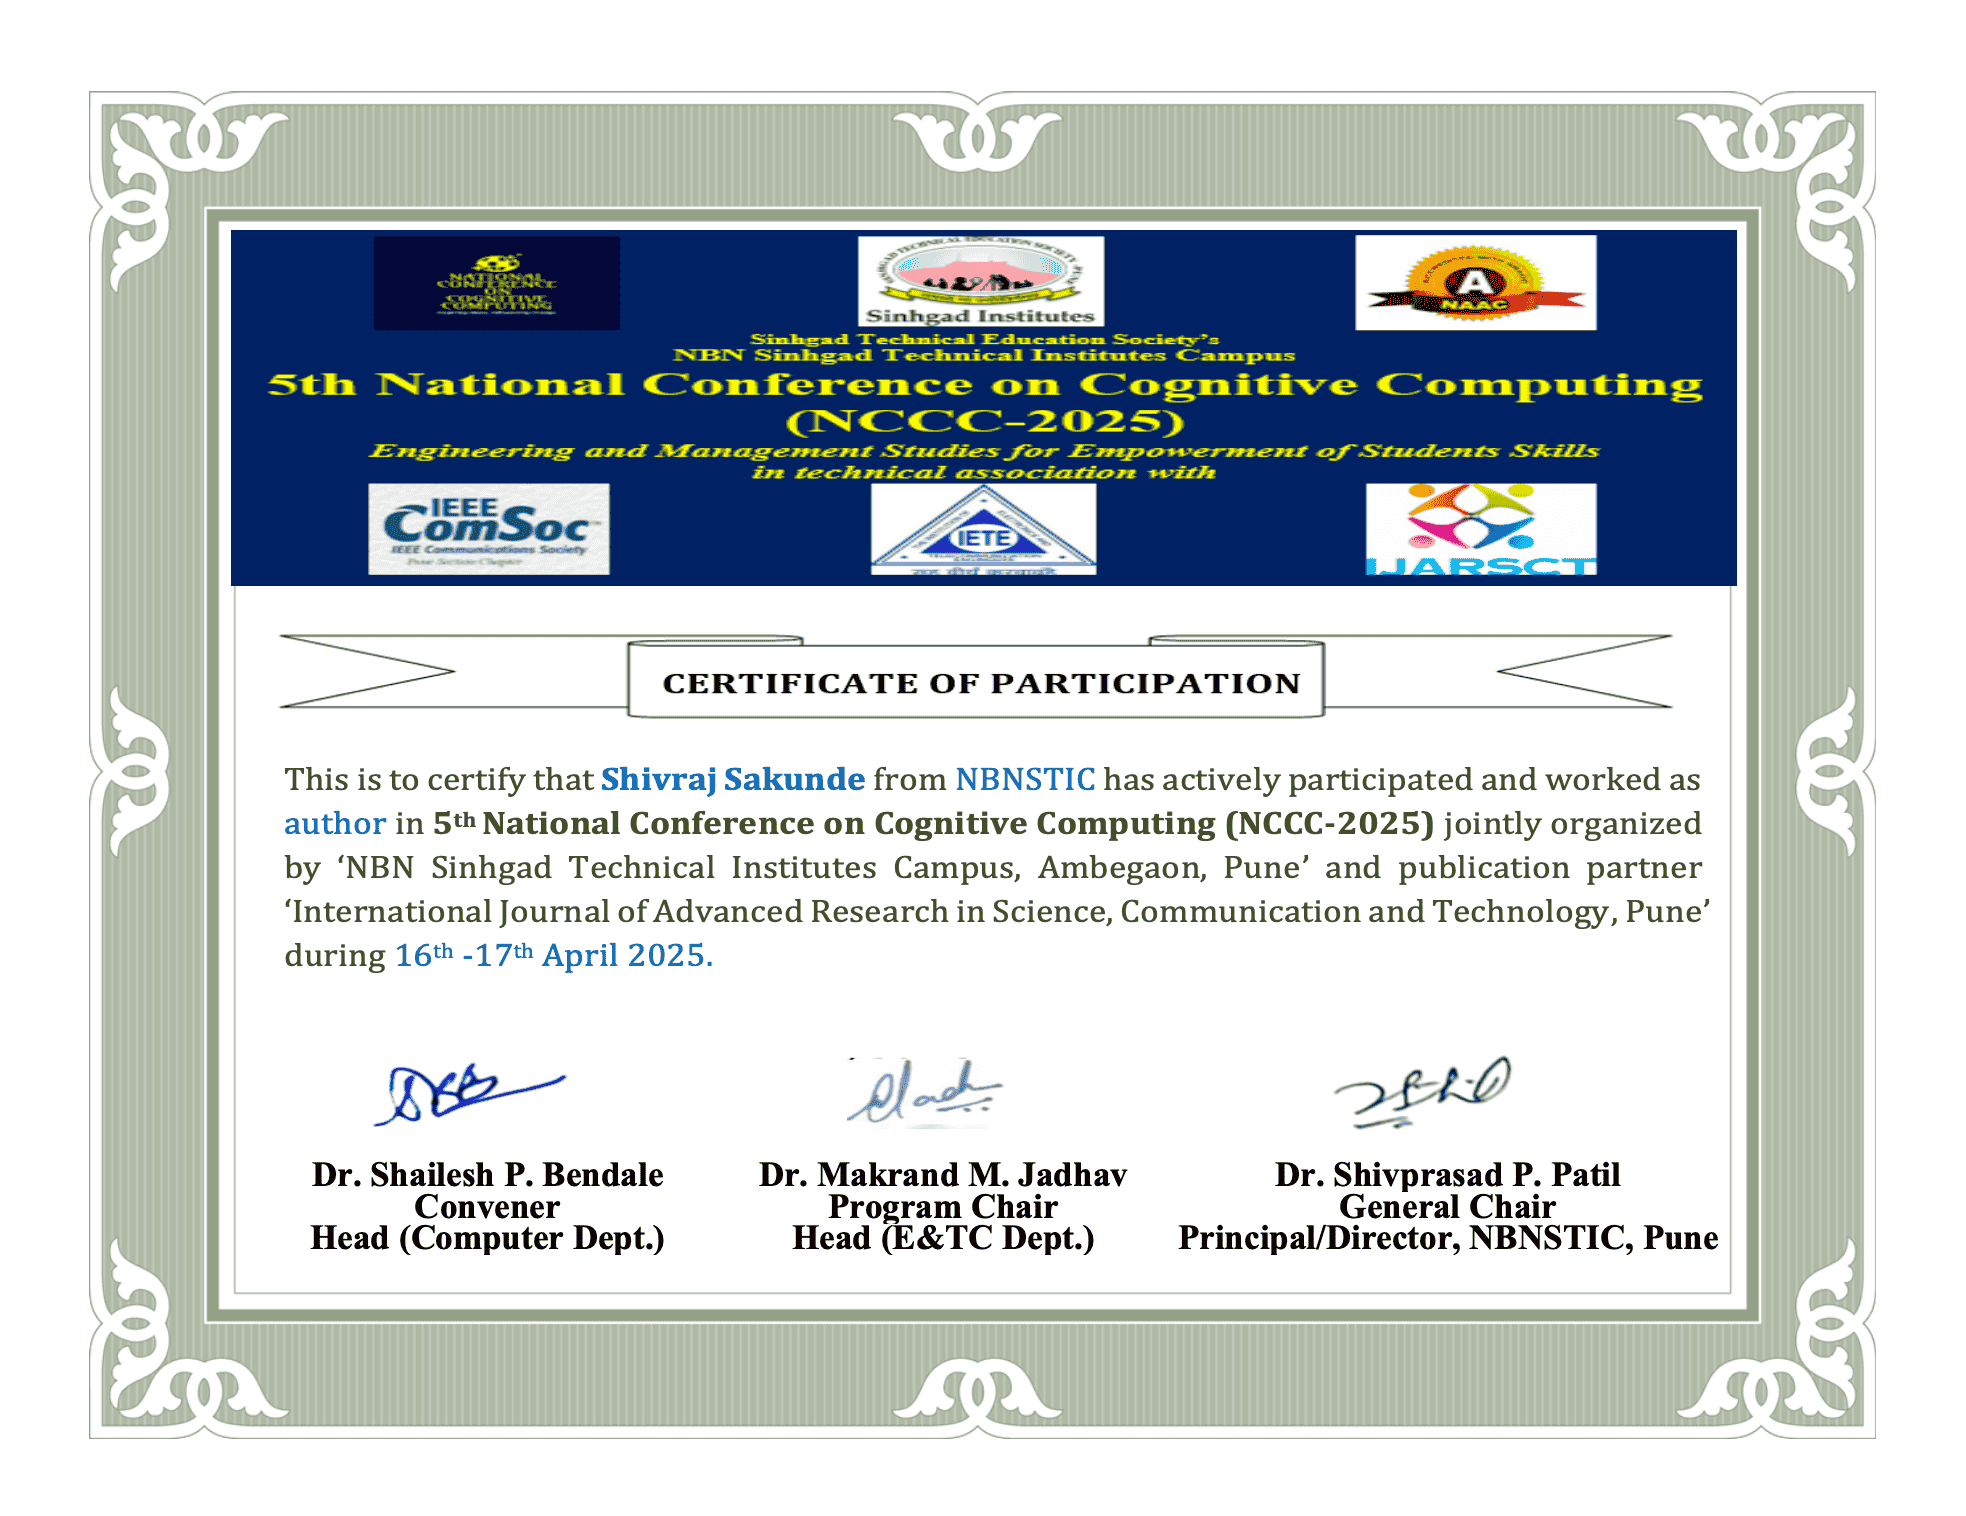 NATIONAL
CONFERENCE
ON
COGNITIVE
COMPUTING
Sinhgad Institutes
A
NAAC
Sinhgad Technical Education Society's
NBN Sinhgad Technical Institutes Campus
5th National Conference on Cognitive Computing
(NCCC-2025)
Engineering and Management Studies for Empowerment of Students Skills
in technical association with
IEEE
ComSoc
IEEE Communications Society
Pune Section Chapter
IETE
IJARSCT
CERTIFICATE OF PARTICIPATION
This is to certify that Shivraj Sakunde from NBNSTIC has actively participated and worked as
author in 5th National Conference on Cognitive Computing (NCCC-2025) jointly organized
by ‘NBN Sinhgad Technical Institutes Campus, Ambegaon, Pune’ and publication partner
‘International Journal of Advanced Research in Science, Communication and Technology, Pune’
during 16th -17th April 2025.
Dr. Shailesh P. Bendale
Convener
Head (Computer Dept.)
Dr. Makrand M. Jadhav
Program Chair
Head (E&TC Dept.)
Dr. Shivprasad P. Patil
General Chair
Principal/Director, NBNSTIC, Pune